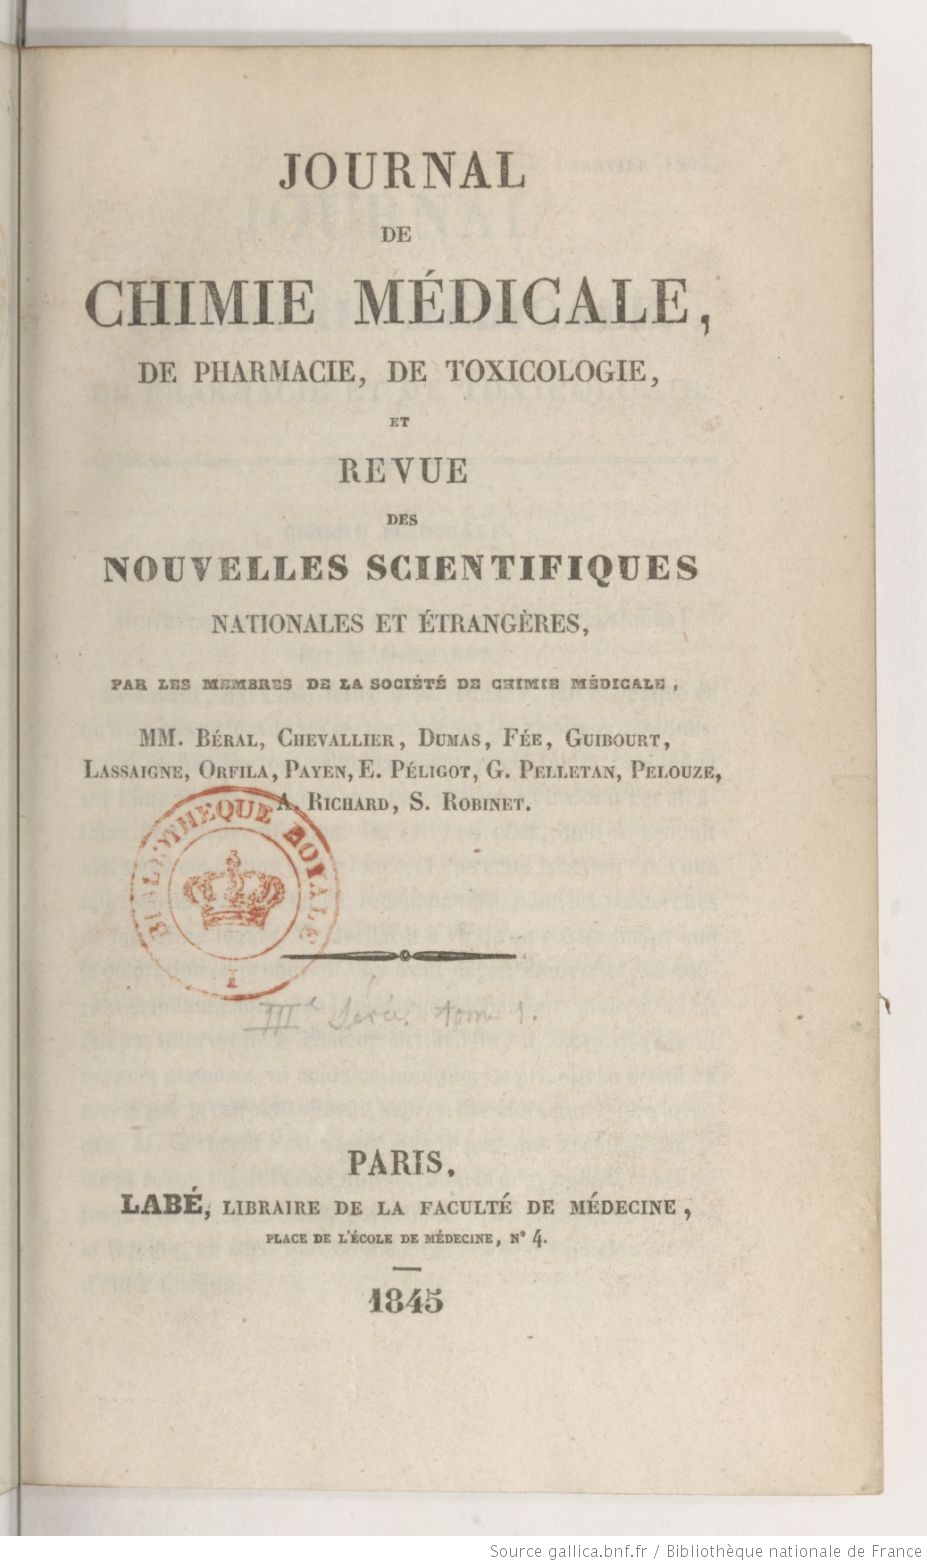 JOURNAL
DE
CHIMIE MÉDICALE,
DE PHARMACIE, DE TOXICOLOGIE,
ET
REVUE
DES
NOUVELLES SCIENTIFIQUES
NATIONALES ET ÉTRANGÈRES,
PAR LES MEMBRES DE LA SOCIÉTÉ DE CHIMIE MÉDICALE,
MM. BÉRAL, CHEVALLIER, DUMAS, FÉE, GUIBOURT,
LASSAIGNE, ORFILA, PAYEN, E. PÉLIGOT, G. PELLETAN, PELOUZE,
A. RICHARD, S. ROBINET.
BIBLIOTHEQUE ROYALE
I
IIIe Série. tome 1.
PARIS.
LABÉ, LIBRAIRE DE LA FACULTÉ DE MÉDECINE,
PLACE DE L'ÉCOLE DE MÉDECINE, N° 4.
1845
Source gallica.bnf.fr / Bibliothèque nationale de France